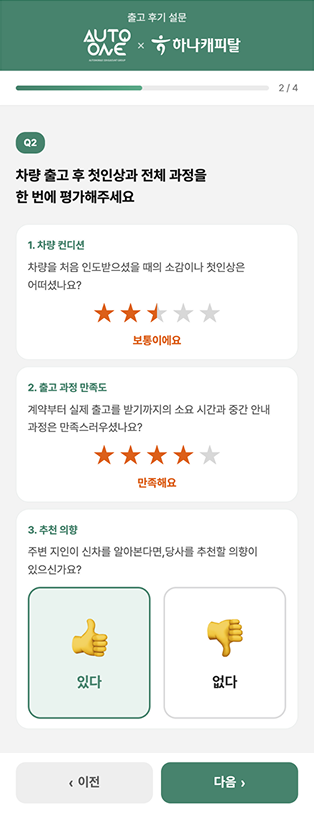 출고 후기 설문
AUTO ONE × 하나캐피탈
2 / 4
Q2
차량 출고 후 첫인상과 전체 과정을
한 번에 평가해주세요
1. 차량 컨디션
차량을 처음 인도받으셨을 때의 소감이나 첫인상은
어떠셨나요?
보통이에요
2. 출고 과정 만족도
계약부터 실제 출고를 받기까지의 소요 시간과 중간 안내
과정은 만족스러우셨나요?
만족해요
3. 추천 의향
주변 지인이 신차를 알아본다면,당사를 추천할 의향이
있으신가요?
있다
없다
‹ 이전
다음 ›